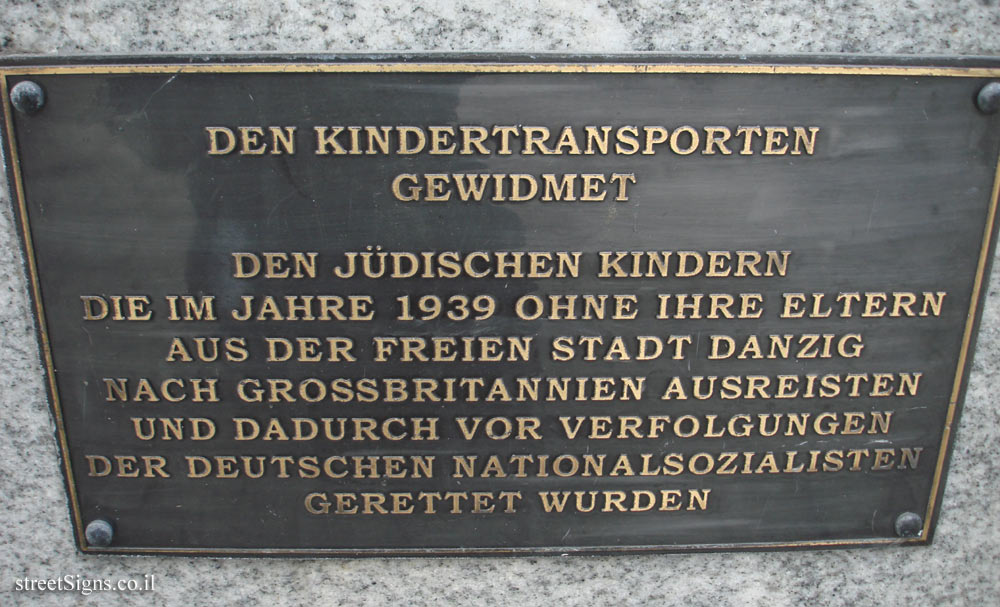 DEN KINDERTRANSPORTEN
GEWIDMET
DEN JÜDISCHEN KINDERN
DIE IM JAHRE 1939 OHNE IHRE ELTERN
AUS DER FREIEN STADT DANZIG
NACH GROSSBRITANNIEN AUSREISTEN
UND DADURCH VOR VERFOLGUNGEN
DER DEUTSCHEN NATIONALSOZIALISTEN
GERETTET WURDEN
streetSigns.co.il